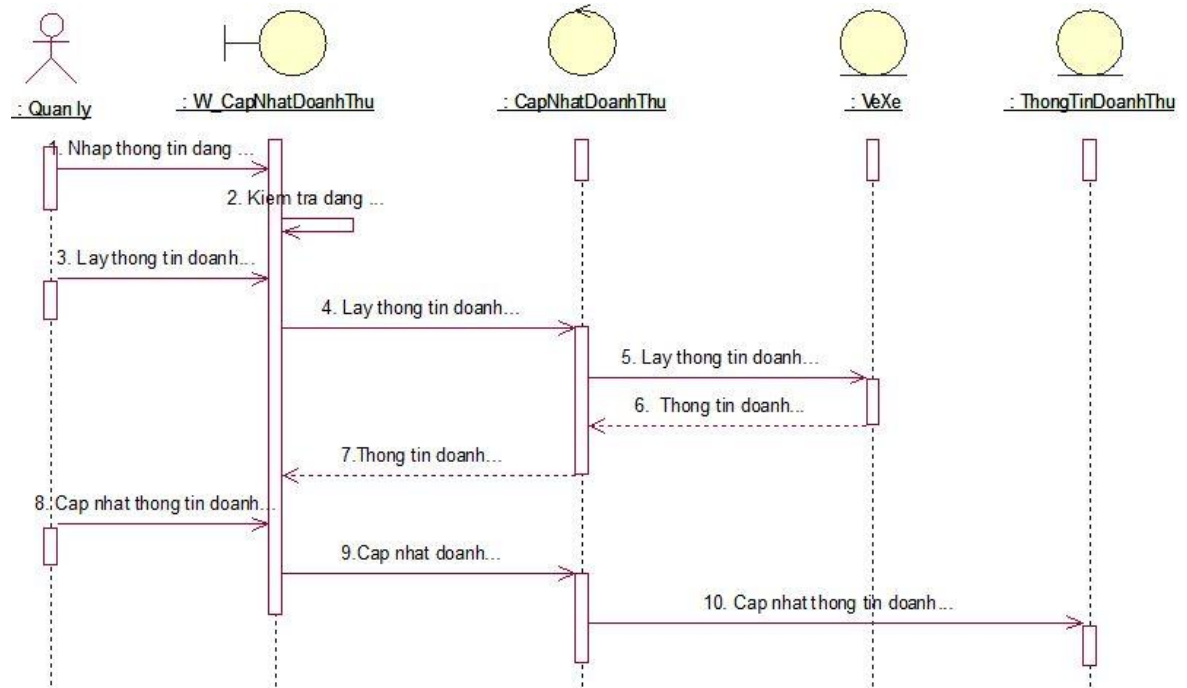 : Quan ly
: W_CapNhatDoanhThu
: CapNhatDoanhThu
: VeXe
: ThongTinDoanhThu
1. Nhap thong tin dang ...
2. Kiem tra dang ...
3. Lay thong tin doanh...
4. Lay thong tin doanh...
5. Lay thong tin doanh...
6. Thong tin doanh...
7.Thong tin doanh...
8. Cap nhat thong tin doanh...
9.Cap nhat doanh...
10. Cap nhat thong tin doanh...